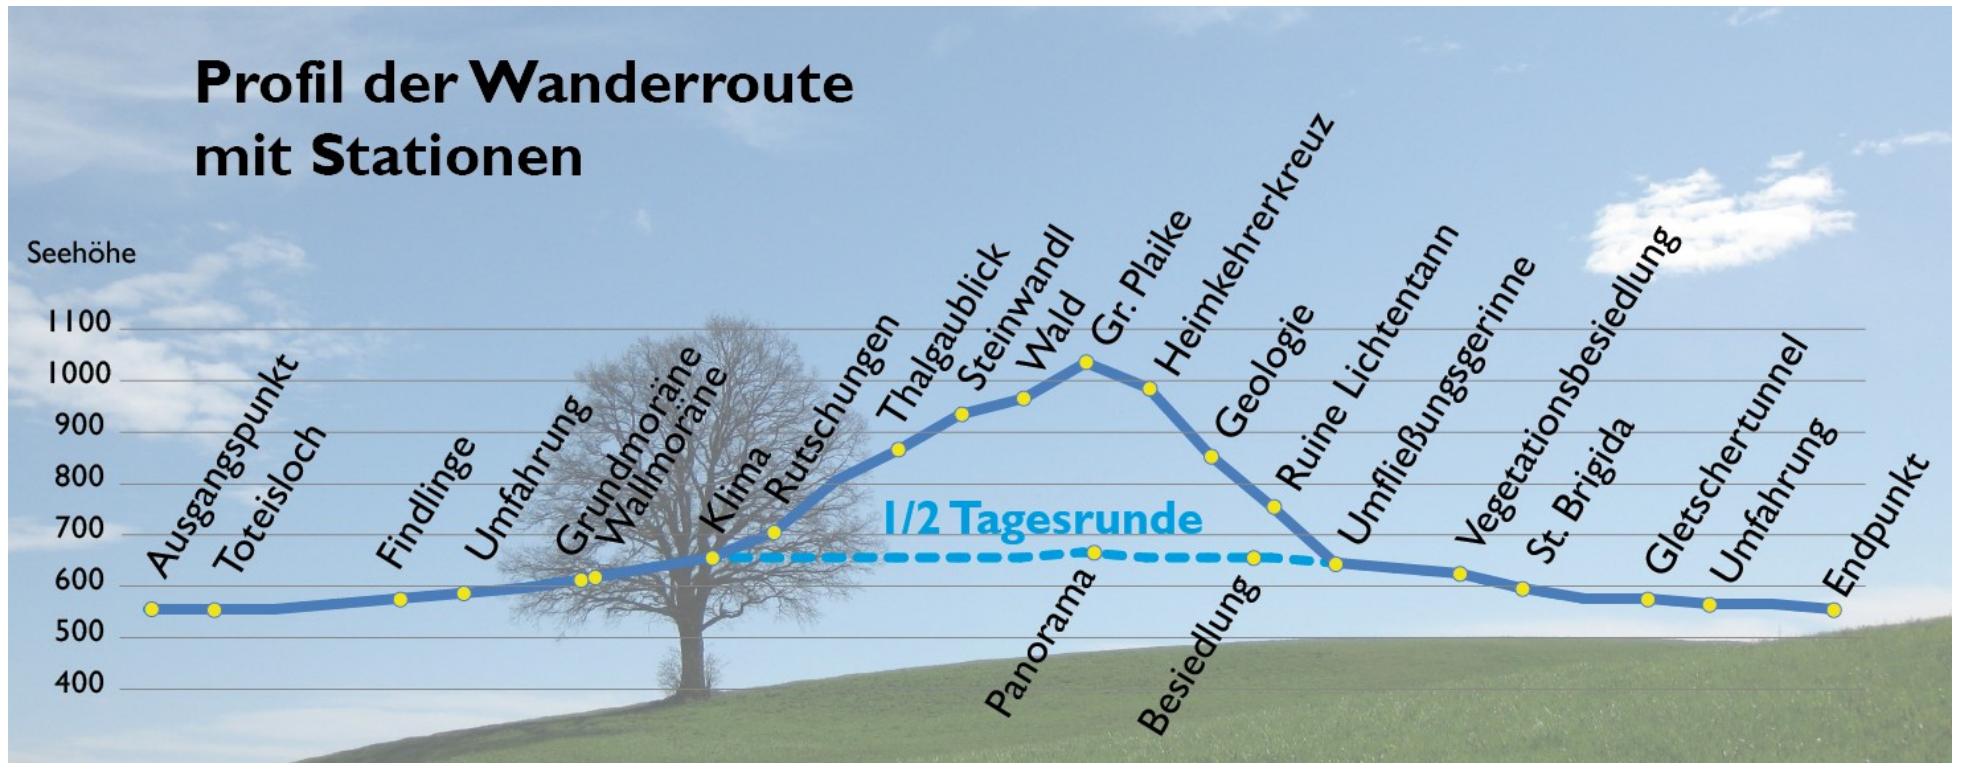 Profil der Wanderroute
mit Stationen
Seehöhe
1100
1000
900
800
700
600
500
400
Ausgangspunkt
Toteisloch
Findlinge
Umfahrung
Grundmoräne
Wallmoräne
Klima
Rutschungen
Thalgaublick
Steinwandl
Wald
Gr. Plaike
Heimkehrerkreuz
Geologie
Ruine Lichtentann
Umfließungsgerinne
Vegetationsbesiedlung
St. Brigida
Gletschertunnel
Umfahrung
Endpunkt
1/2 Tagesrunde
Panorama
Besiedlung